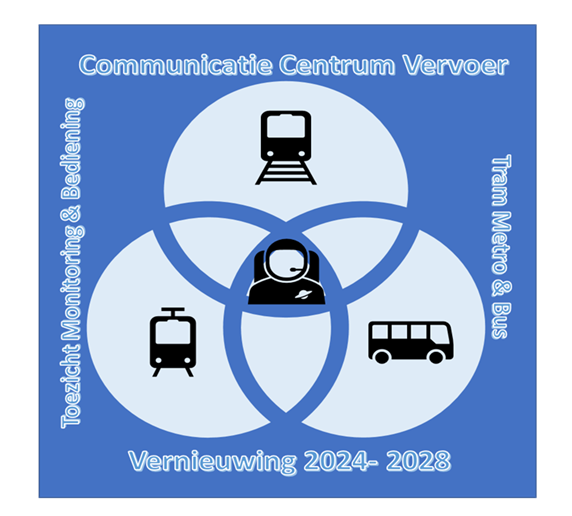 Communicatie Centrum Vervoer
Toezicht Monitoring & Bediening
Tram Metro & Bus
Vernieuwing 2024- 2028